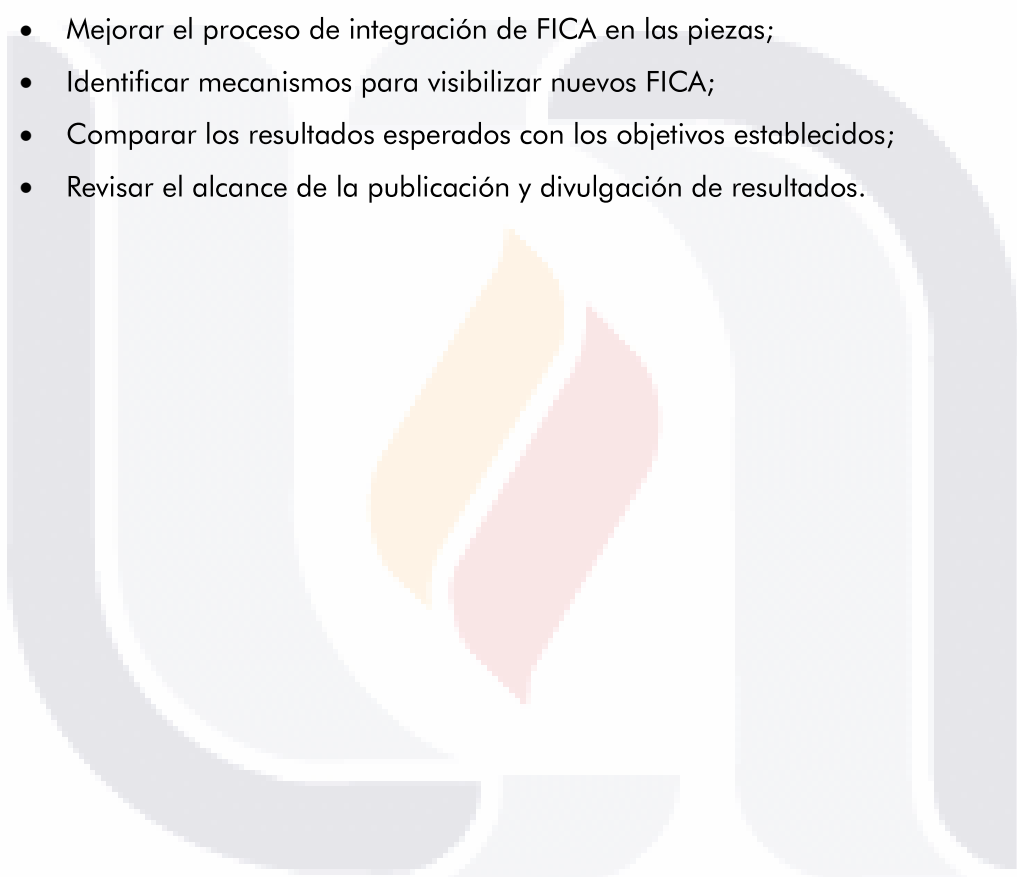 • Mejorar el proceso de integración de FICA en las piezas;
• Identificar mecanismos para visibilizar nuevos FICA;
• Comparar los resultados esperados con los objetivos establecidos;
• Revisar el alcance de la publicación y divulgación de resultados.